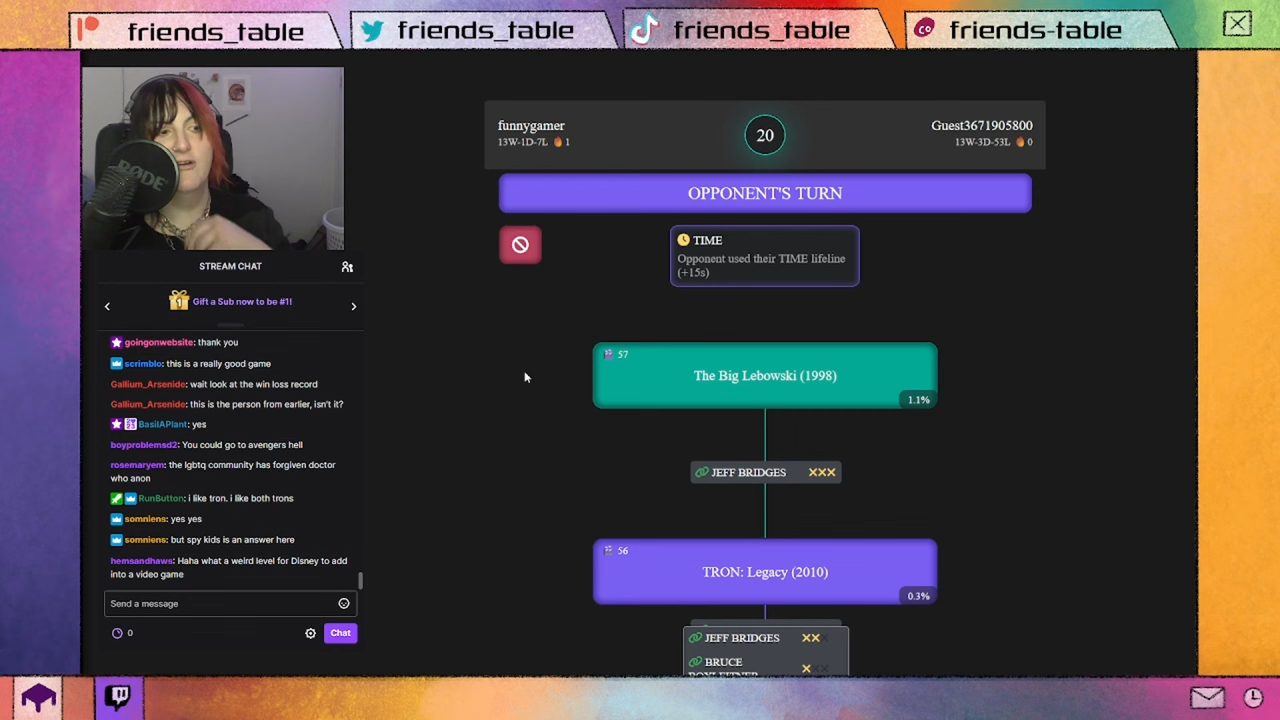 friends_table
friends_table
friends_table
friends-table
RØDE
funnygamer
13W-1D-7L 1
20
Guest3671905800
13W-3D-53L 0
OPPONENT'S TURN
TIME
Opponent used their TIME lifeline
(+15s)
STREAM CHAT
Gift a Sub now to be #1!
goingonwebsite: thank you
scrimblo: this is a really good game
Gallium_Arsenide: wait look at the win loss record
Gallium_Arsenide: this is the person from earlier, isn't it?
BasilAPlant: yes
boyproblemsd2: You could go to avengers hell
rosemaryem: the lgbtq community has forgiven doctor
who anon
RunButton: i like tron. i like both trons
somniens: yes yes
somniens: but spy kids is an answer here
hemsandhaws: Haha what a weird level for Disney to add
into a video game
Send a message
0
Chat
57
The Big Lebowski (1998)
1.1%
JEFF BRIDGES XXX
56
TRON: Legacy (2010)
0.3%
JEFF BRIDGES XX
BRUCE